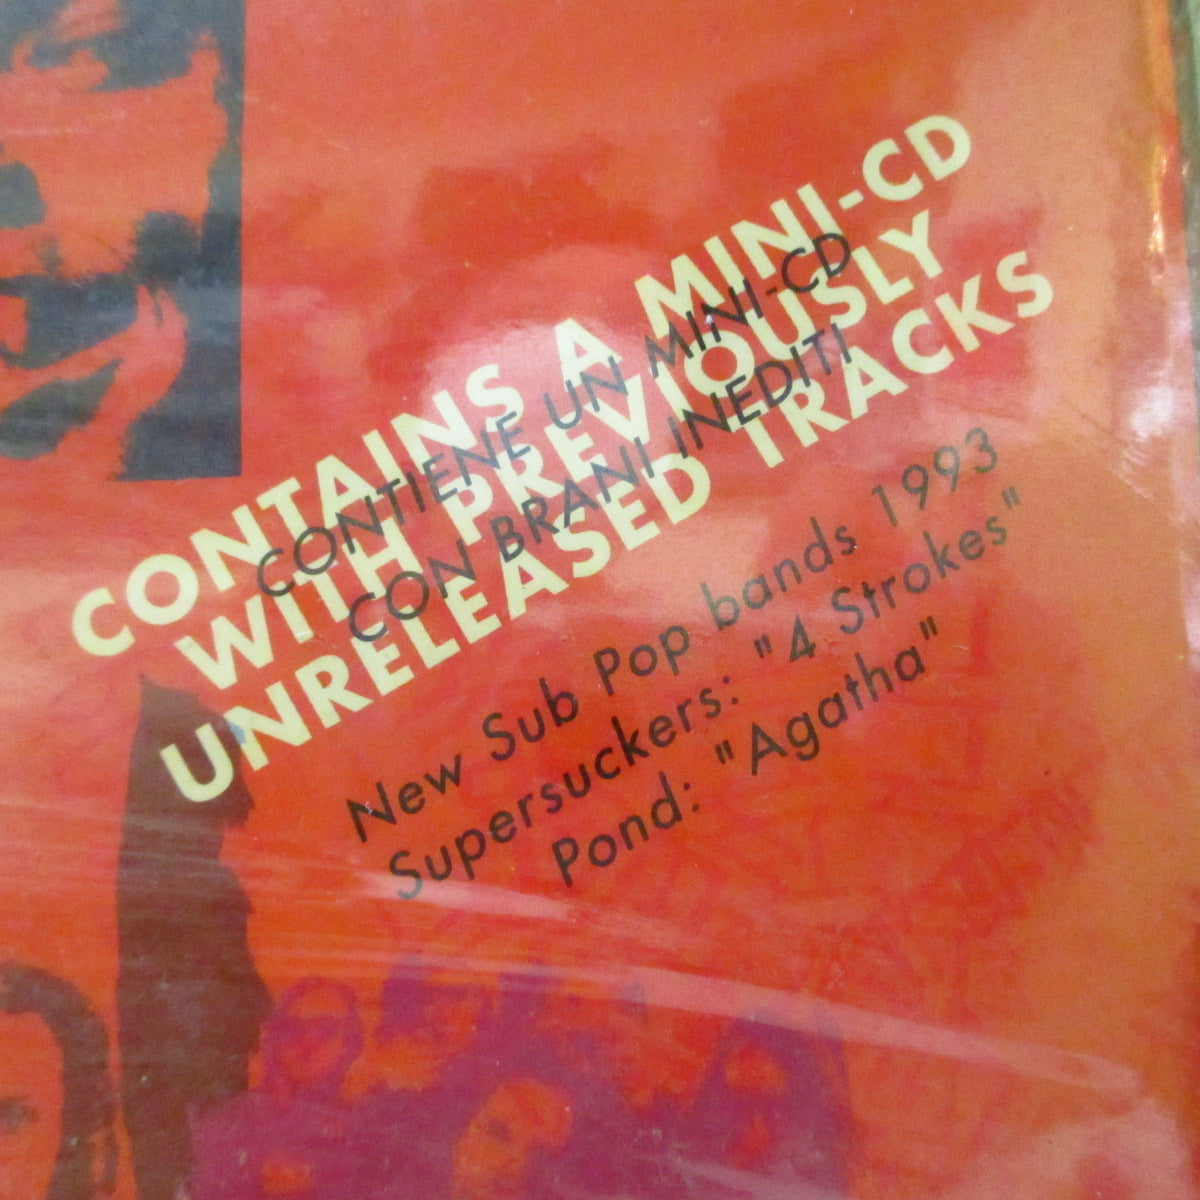 CONTAINS A MINI-CD
CONTIENE UN MINI-CD
WITH PREVIOUSLY
CON BRANI INEDITI
UNRELEASED TRACKS
New Sub Pop bands 1993
Supersuckers: "4 Strokes"
Pond: "Agatha"